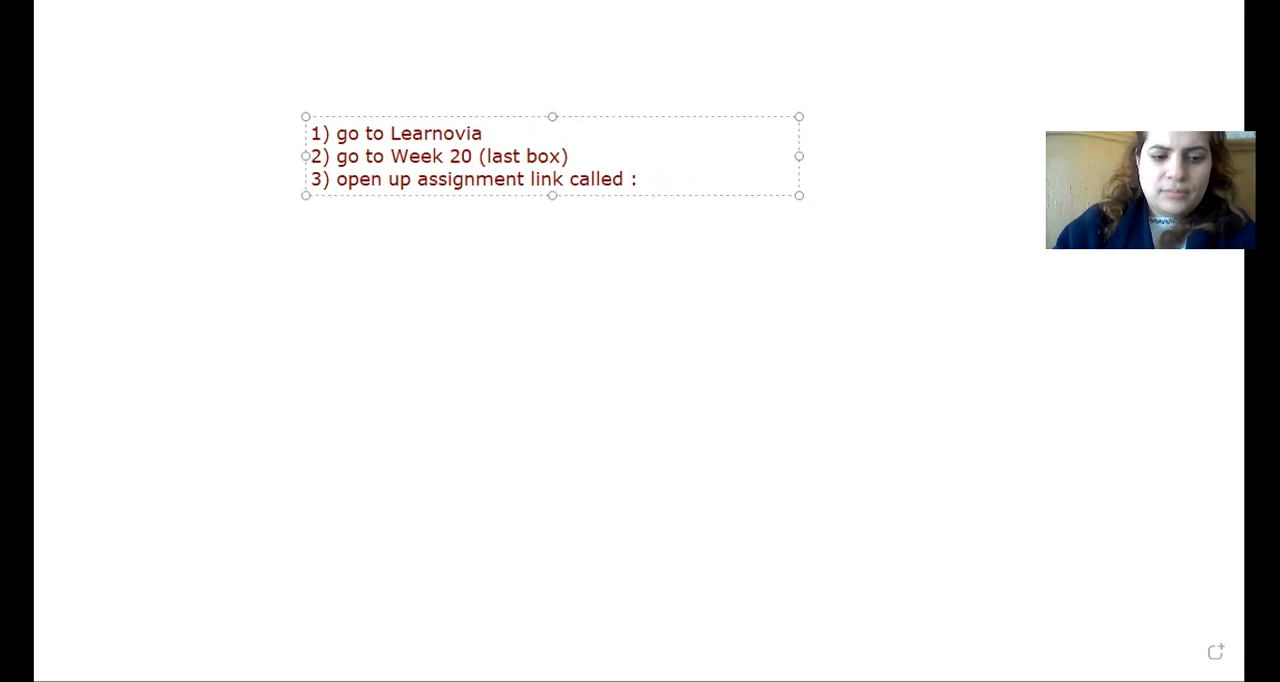 1) go to Learnovia
2) go to Week 20 (last box)
3) open up assignment link called :